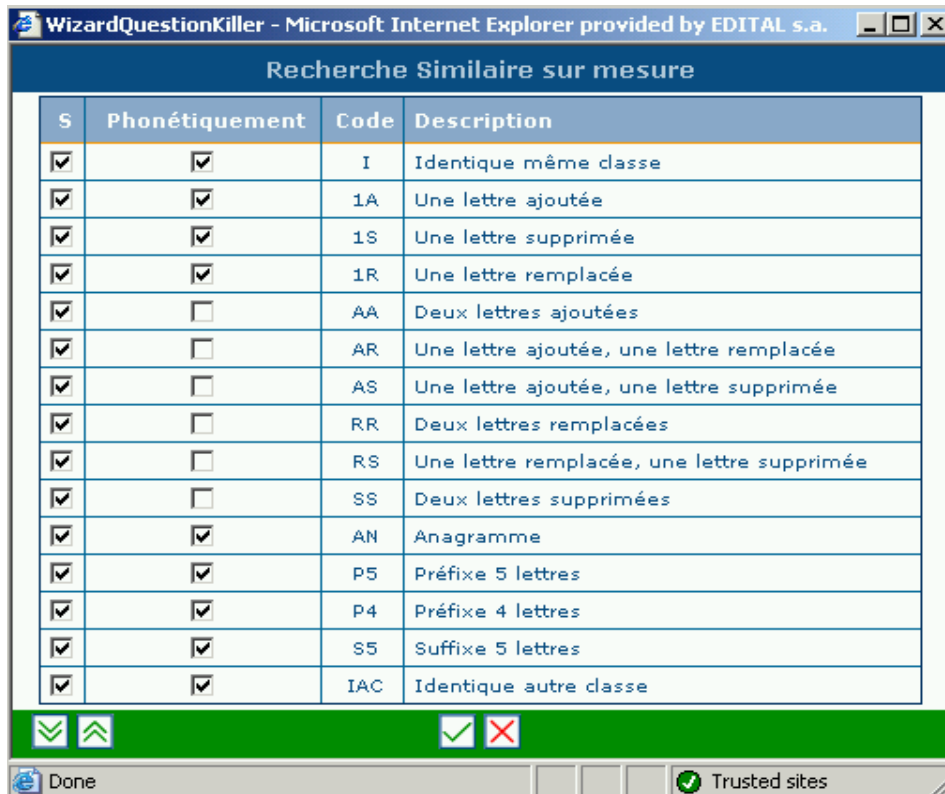 WizardQuestionKiller - Microsoft Internet Explorer provided by EDITAL s.a.
Recherche Similaire sur mesure
S Phonétiquement Code Description
I Identique même classe
1A Une lettre ajoutée
1S Une lettre supprimée
1R Une lettre remplacée
AA Deux lettres ajoutées
AR Une lettre ajoutée, une lettre remplacée
AS Une lettre ajoutée, une lettre supprimée
RR Deux lettres remplacées
RS Une lettre remplacée, une lettre supprimée
SS Deux lettres supprimées
AN Anagramme
P5 Préfixe 5 lettres
P4 Préfixe 4 lettres
S5 Suffixe 5 lettres
IAC Identique autre classe
Done Trusted sites